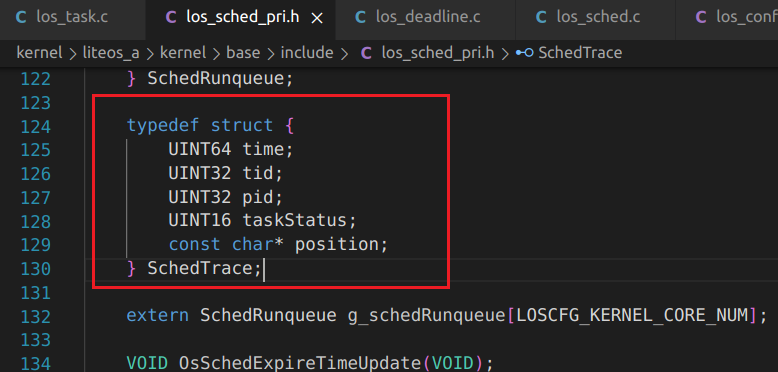 C los_task.c C los_sched_pri.h × C los_deadline.c C los_sched.c C los_conf
kernel > liteos_a > kernel > base > include > C los_sched_pri.h > SchedTrace
122 } SchedRunqueue;
123
124 typedef struct {
125 UINT64 time;
126 UINT32 tid;
127 UINT32 pid;
128 UINT16 taskStatus;
129 const char* position;
130 } SchedTrace;
131
132 extern SchedRunqueue g_schedRunqueue[LOSCFG_KERNEL_CORE_NUM];
133
134 VOID OsSchedExpireTimeUpdate(VOID);